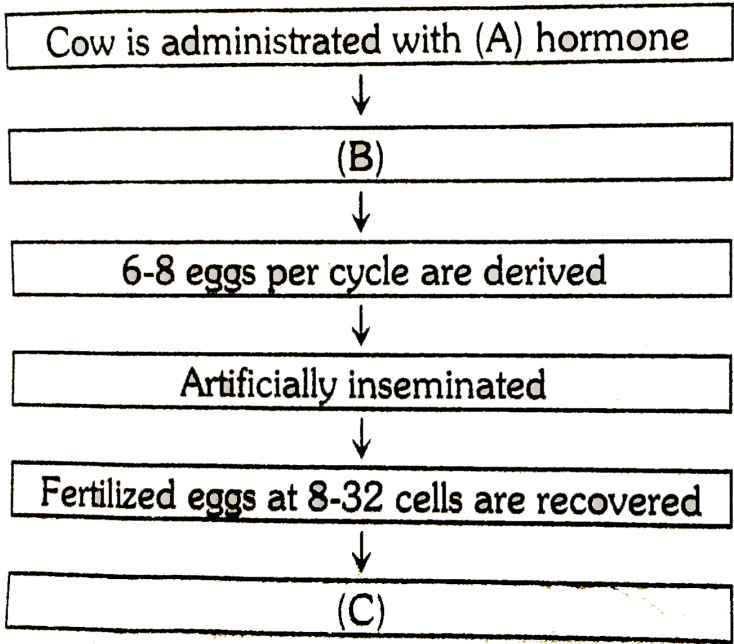 Cow is administrated with (A) hormone
(B)
6-8 eggs per cycle are derived
Artificially inseminated
Fertilized eggs at 8-32 cells are recovered
(C)